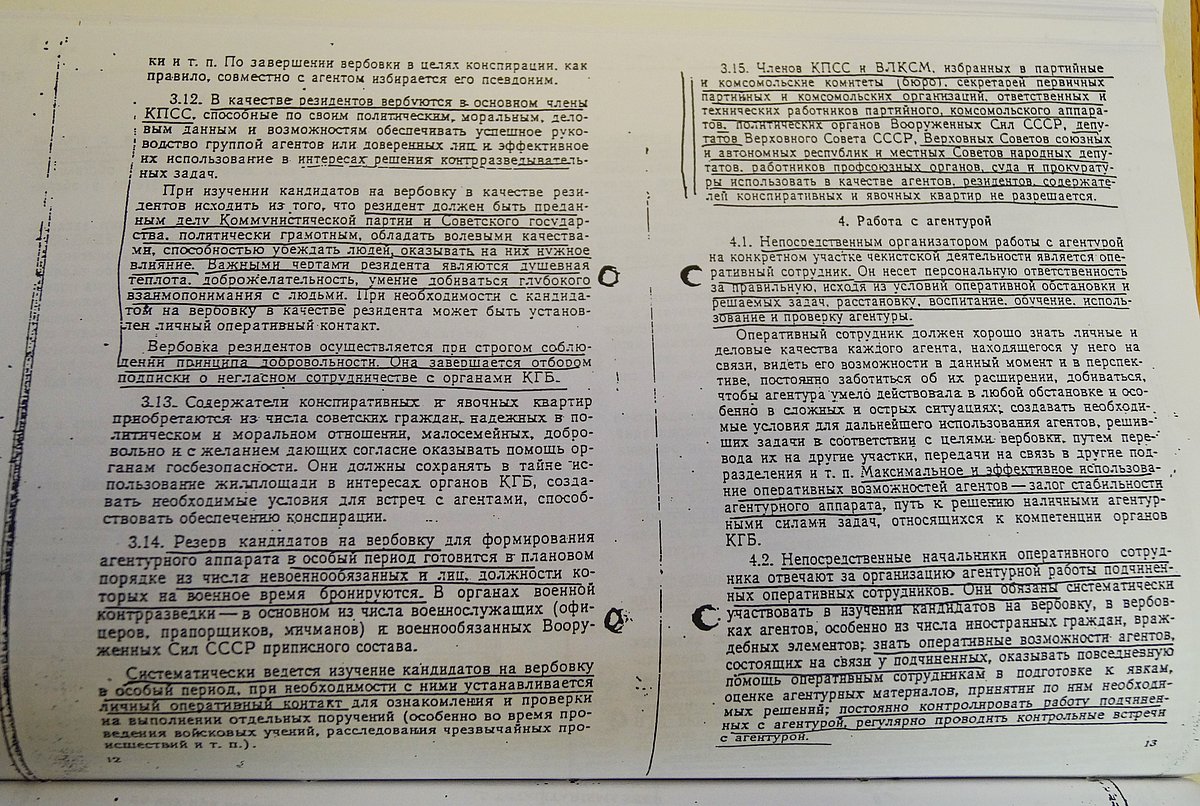 ки и т. п. По завершении вербовки в целях конспирации, как
правило, совместно с агентом избирается его псевдоним.
3.12. В качестве резидентов вербуются в основном члены
КПСС, способные по своим политическим, моральным, дело-
вым данным и возможностям обеспечивать успешное руко-
водство группой агентов или доверенных лиц и эффективное
их использование в интересах решения контрразведыватель-
ных задач.
При изучении кандидатов на вербовку в качестве рези-
дентов исходить из того, что резидент должен быть предан-
ным делу Коммунистической партии и Советского государ-
ства, политически грамотным, обладать волевыми качества-
ми, способностью убеждать людей, оказывать на них нужное
влияние. Важными чертами резидента являются душевная
теплота, доброжелательность, умение добиваться глубокого
взаимопонимания с людьми. При необходимости с кандида-
том на вербовку в качестве резидента может быть установ-
лен личный оперативный контакт.
Вербовка резидентов осуществляется при строгом соблю-
дении принципа добровольности. Она завершается отбором
подписки о негласном сотрудничестве с органами КГБ.
3.13. Содержатели конспиративных и явочных квартир
приобретаются из числа советских граждан, надежных в по-
литическом и моральном отношении, малосемейных, добро-
вольно и с желанием дающих согласие оказывать помощь ор-
ганам госбезопасности. Они должны сохранять в тайне ис-
пользование жилплощади в интересах органов КГБ, созда-
вать необходимые условия для встреч с агентами, способ-
ствовать обеспечению конспирации.
3.14. Резерв кандидатов на вербовку для формирования
агентурного аппарата в особый период готовится в плановом
порядке из числа невоеннообязанных и лиц, должности ко-
торых на военное время бронируются. В органах военной
контрразведки — в основном из числа военнослужащих (офи-
церов, прапорщиков, мичманов) и военнообязанных Воору-
женных Сил СССР приписного состава.
Систематически ведется изучение кандидатов на вербовку
в особый период, при необходимости с ними устанавливается
личный оперативный контакт для ознакомления и проверки
на выполнении отдельных поручений (особенно во время про-
ведения войсковых учений, расследования чрезвычайных про-
исшествий и т. п.).
12
3.15. Членов КПСС и ВЛКСМ, избранных в партийные
и комсомольские комитеты (бюро), секретарей первичных
партийных и комсомольских организаций, ответственных и
технических работников партийного, комсомольского аппара-
тов, политических органов Вооруженных Сил СССР, депу-
татов Верховного Совета СССР, Верховных Советов союзных
и автономных республик и местных Советов народных депу-
татов, работников профсоюзных органов, суда и прокурату-
ры использовать в качестве агентов, резидентов, содержате-
лей конспиративных и явочных квартир не разрешается.
4. Работа с агентурой
4.1. Непосредственным организатором работы с агентурой
на конкретном участке чекистской деятельности является опе-
ративный сотрудник. Он несет персональную ответственность
за правильную, исходя из условий оперативной обстановки и
решаемых задач, расстановку, воспитание, обучение, исполь-
зование и проверку агентуры.
Оперативный сотрудник должен хорошо знать личные и
деловые качества каждого агента, находящегося у него на
связи, видеть его возможности в данный момент и в перспек-
тиве, постоянно заботиться об их расширении, добиваться,
чтобы агентура умело действовала в любой обстановке и осо-
бенно в сложных и острых ситуациях; создавать необходи-
мые условия для дальнейшего использования агентов, решив-
ших задачи в соответствии с целями вербовки, путем пере-
вода их на другие участки, передачи на связь в другие под-
разделения и т. п. Максимальное и эффективное использова-
ние оперативных возможностей агентов — залог стабильности
агентурного аппарата, путь к решению наличными агентур-
ными силами задач, относящихся к компетенции органов
КГБ.
4.2. Непосредственные начальники оперативного сотруд-
ника отвечают за организацию агентурной работы подчинен-
ных оперативных сотрудников. Они обязаны систематически
участвовать в изучении кандидатов на вербовку, в вербов-
ках агентов, особенно из числа иностранных граждан, враж-
дебных элементов; знать оперативные возможности агентов,
состоящих на связи у подчиненных, оказывать повседневную
помощь оперативным сотрудникам в подготовке к явкам,
оценке агентурных материалов, принятии по ним необходи-
мых решений; постоянно контролировать работу подчинен-
ных с агентурой, регулярно проводить контрольные встречи
с агентурой.
13